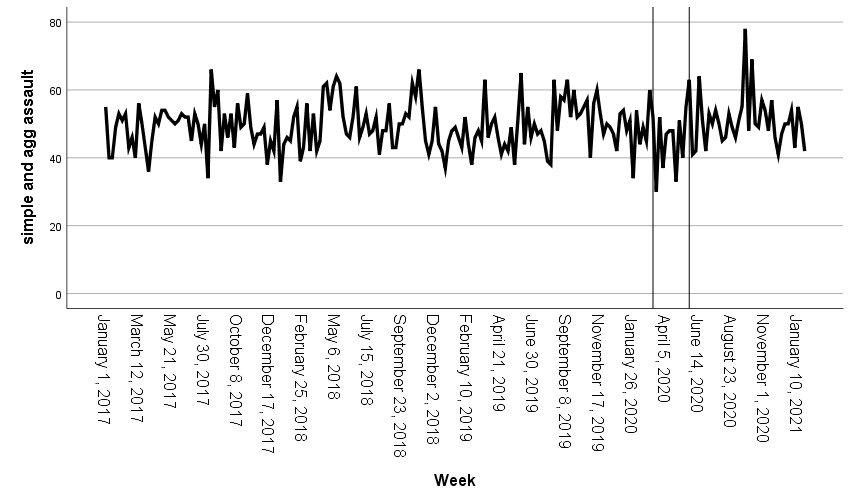 80
60
40
20
0
simple and agg assault
January 1, 2017
March 12, 2017
May 21, 2017
July 30, 2017
October 8, 2017
December 17, 2017
February 25, 2018
May 6, 2018
July 15, 2018
September 23, 2018
December 2, 2018
February 10, 2019
April 21, 2019
June 30, 2019
September 8, 2019
November 17, 2019
January 26, 2020
April 5, 2020
June 14, 2020
August 23, 2020
November 1, 2020
January 10, 2021
Week